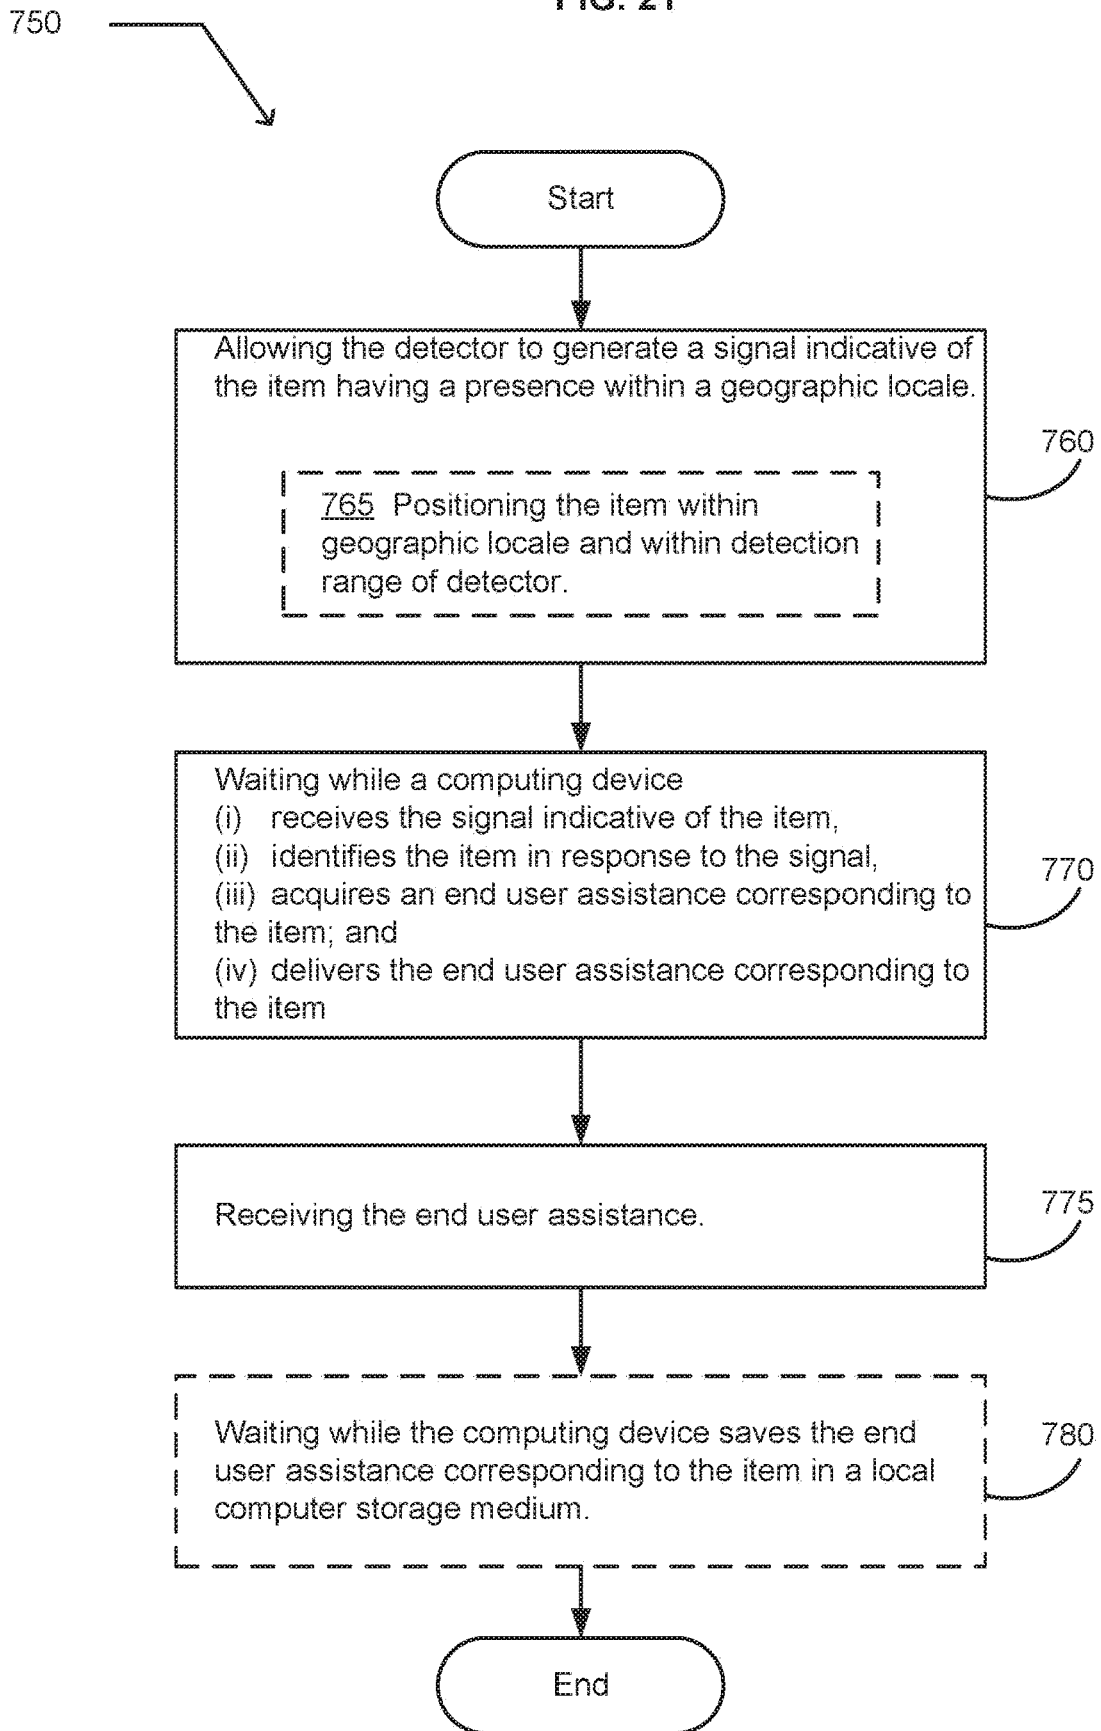 FIG. 21
750
Start
Allowing the detector to generate a signal indicative of
the item having a presence within a geographic locale.
760
765 Positioning the item within
geographic locale and within detection
range of detector.
Waiting while a computing device
(i) receives the signal indicative of the item,
(ii) identifies the item in response to the signal,
(iii) acquires an end user assistance corresponding to
the item; and
(iv) delivers the end user assistance corresponding to
the item
770
Receiving the end user assistance.
775
Waiting while the computing device saves the end
user assistance corresponding to the item in a local
computer storage medium.
780
End